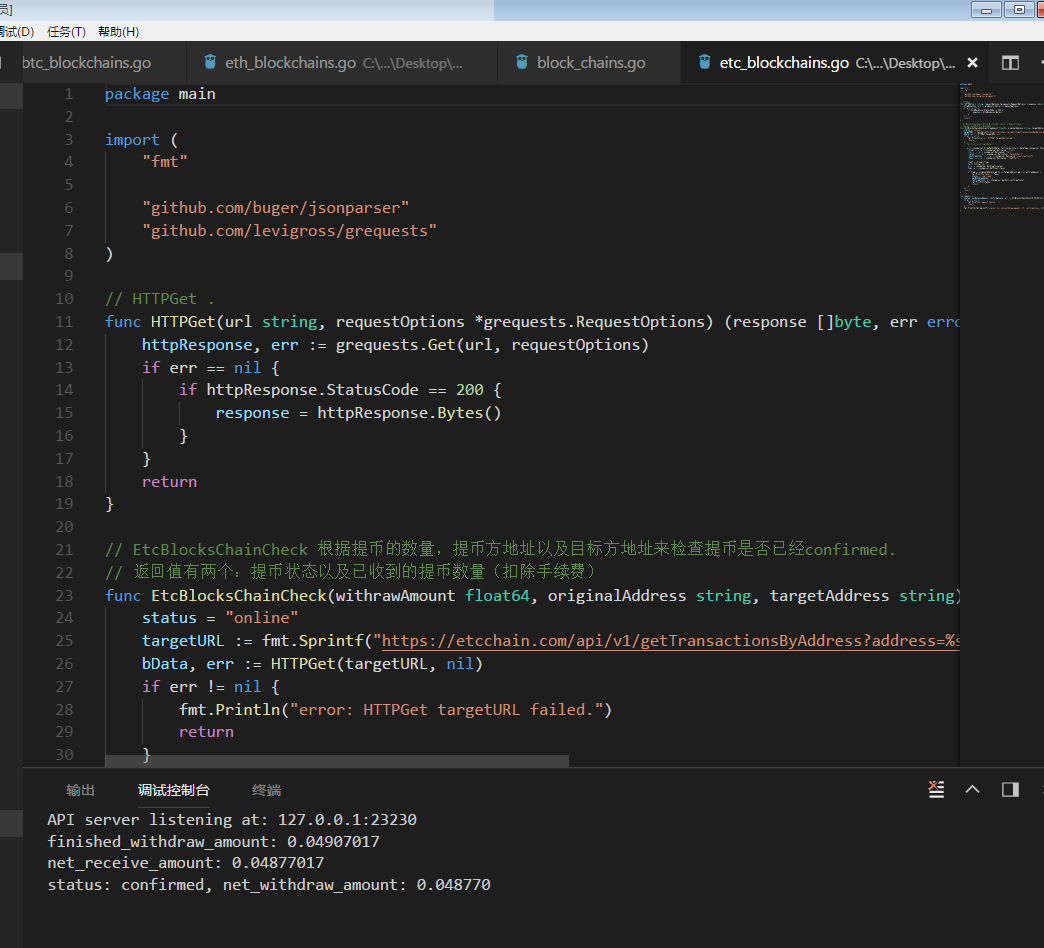 员]
调试(D) 任务(T) 帮助(H)
btc_blockchains.go eth_blockchains.go C:\...\Desktop\... block_chains.go etc_blockchains.go C:\...\Desktop\...
1 package main
2
3 import (
4 "fmt"
5
6 "github.com/buger/jsonparser"
7 "github.com/levigross/grequests"
8 )
9
10 // HTTPGet .
11 func HTTPGet(url string, requestOptions *grequests.RequestOptions) (response []byte, err erro
12 httpResponse, err := grequests.Get(url, requestOptions)
13 if err == nil {
14 if httpResponse.StatusCode == 200 {
15 response = httpResponse.Bytes()
16 }
17 }
18 return
19 }
20
21 // EtcBlocksChainCheck 根据提币的数量，提币方地址以及目标方地址来检查提币是否已经confirmed.
22 // 返回值有两个：提币状态以及已收到的提币数量（扣除手续费）
23 func EtcBlocksChainCheck(withrawAmount float64, originalAddress string, targetAddress string)
24 status = "online"
25 targetURL := fmt.Sprintf("https://etcchain.com/api/v1/getTransactionsByAddress?address=%s
26 bData, err := HTTPGet(targetURL, nil)
27 if err != nil {
28 fmt.Println("error: HTTPGet targetURL failed.")
29 return
30 }
输出 调试控制台 终端
API server listening at: 127.0.0.1:23230
finished_withdraw_amount: 0.04907017
net_receive_amount: 0.04877017
status: confirmed, net_withdraw_amount: 0.048770